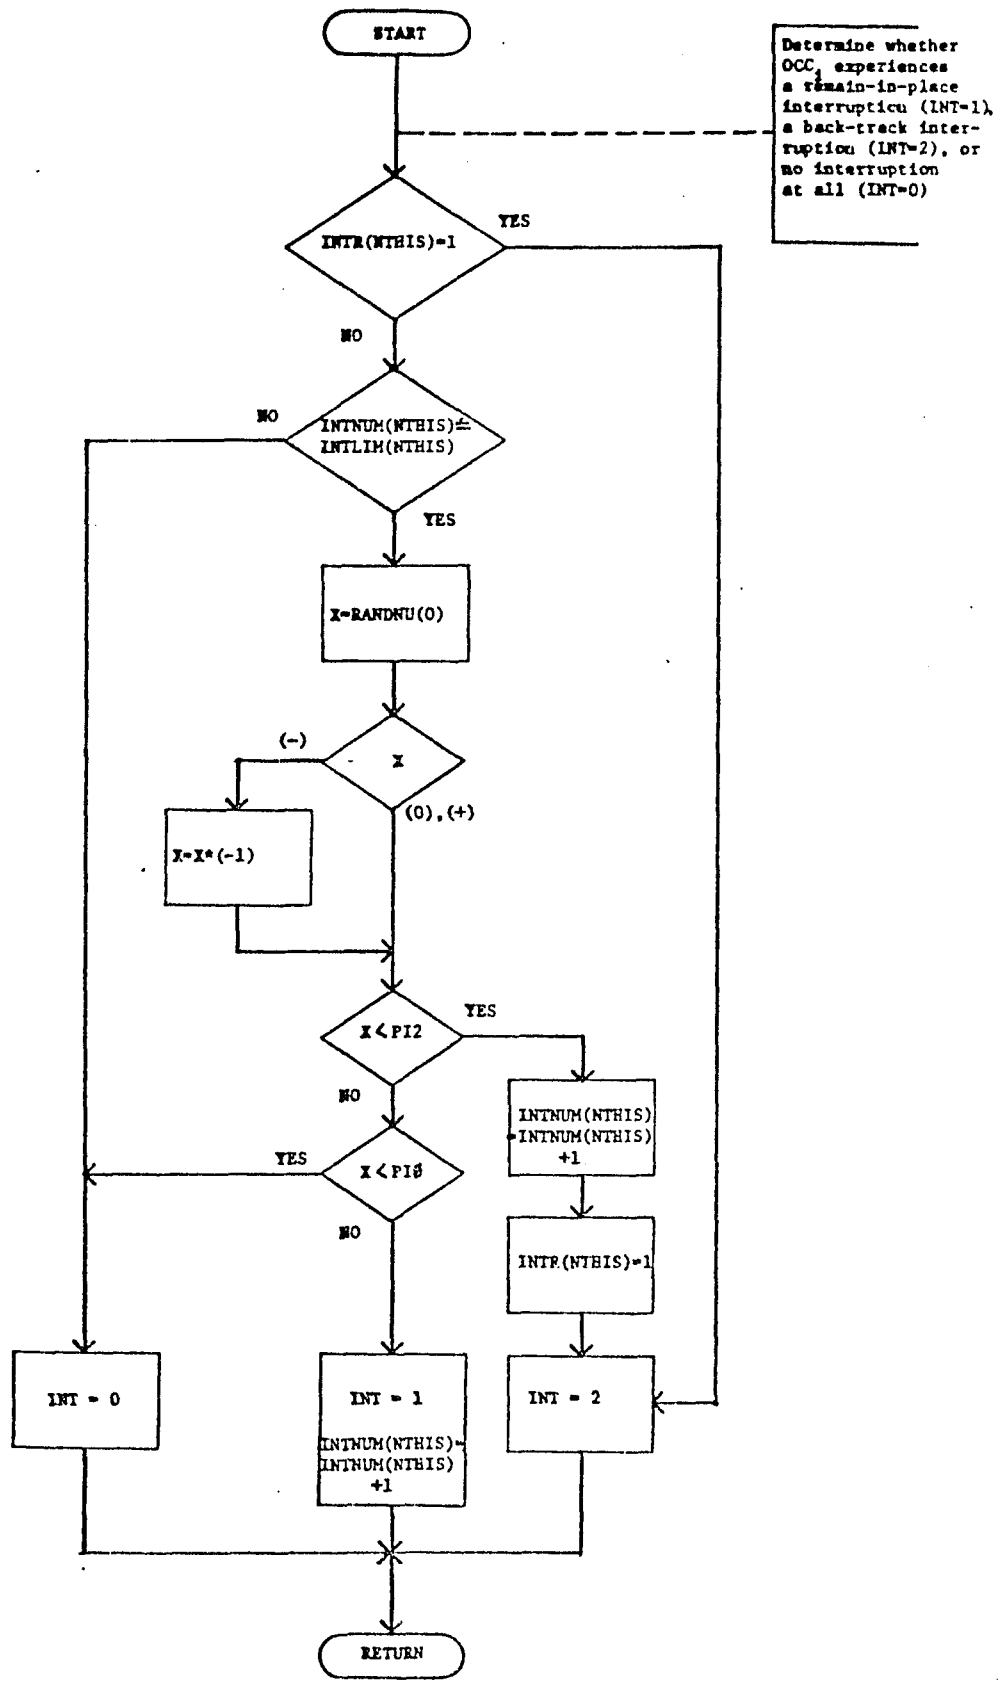 START
Determine whether
OCCi experiences
a remain-in-place
interruption (INT=1),
a back-track inter-
ruption (INT=2), or
no interruption
at all (INT=0)
INTR(NTHIS)=1
YES
NO
INTNUM(NTHIS)≤
INTLIM(NTHIS)
NO
YES
X=RANDNU(0)
X
(-)
(0),(+)
X=X*(-1)
X<PI2
YES
NO
INTNUM(NTHIS)
=INTNUM(NTHIS)
+1
X<PIØ
YES
NO
INTR(NTHIS)=1
INT = 0
INT = 1
INTNUM(NTHIS)=
INTNUM(NTHIS)
+1
INT = 2
RETURN